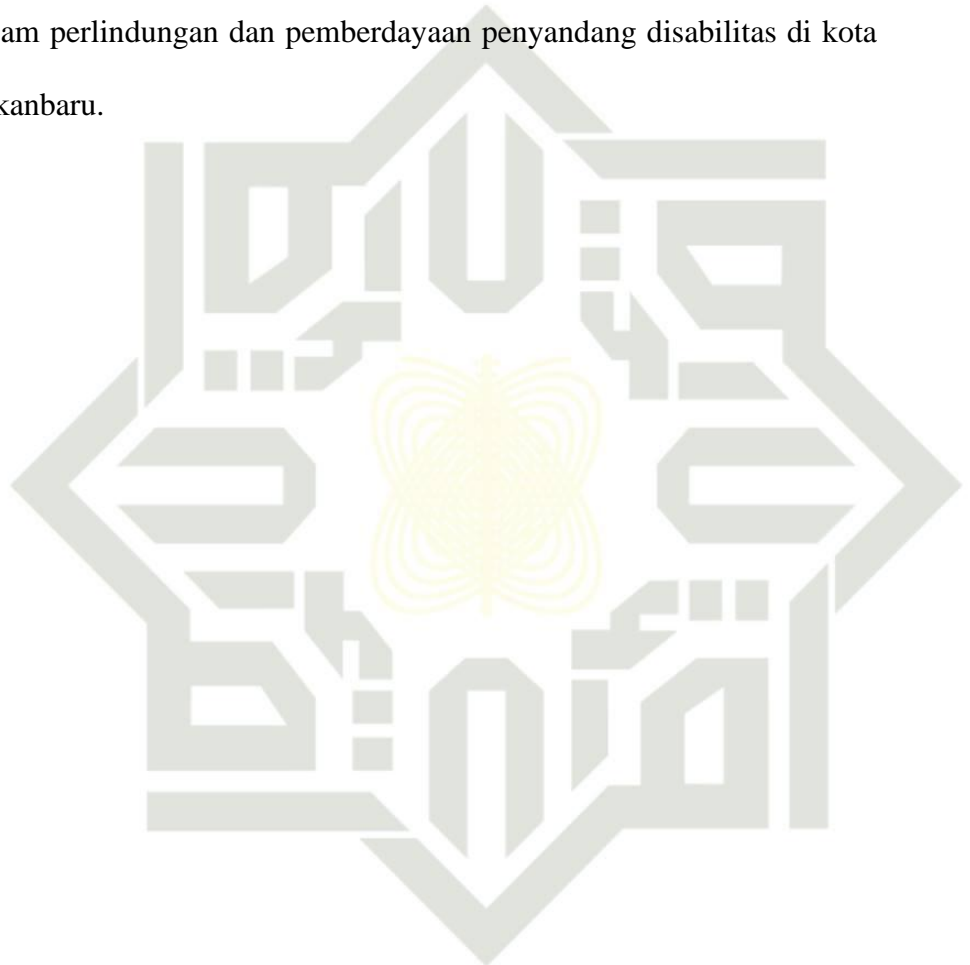 am perlindungan dan pemberdayaan penyandang disabilitas di kota
kanbaru.